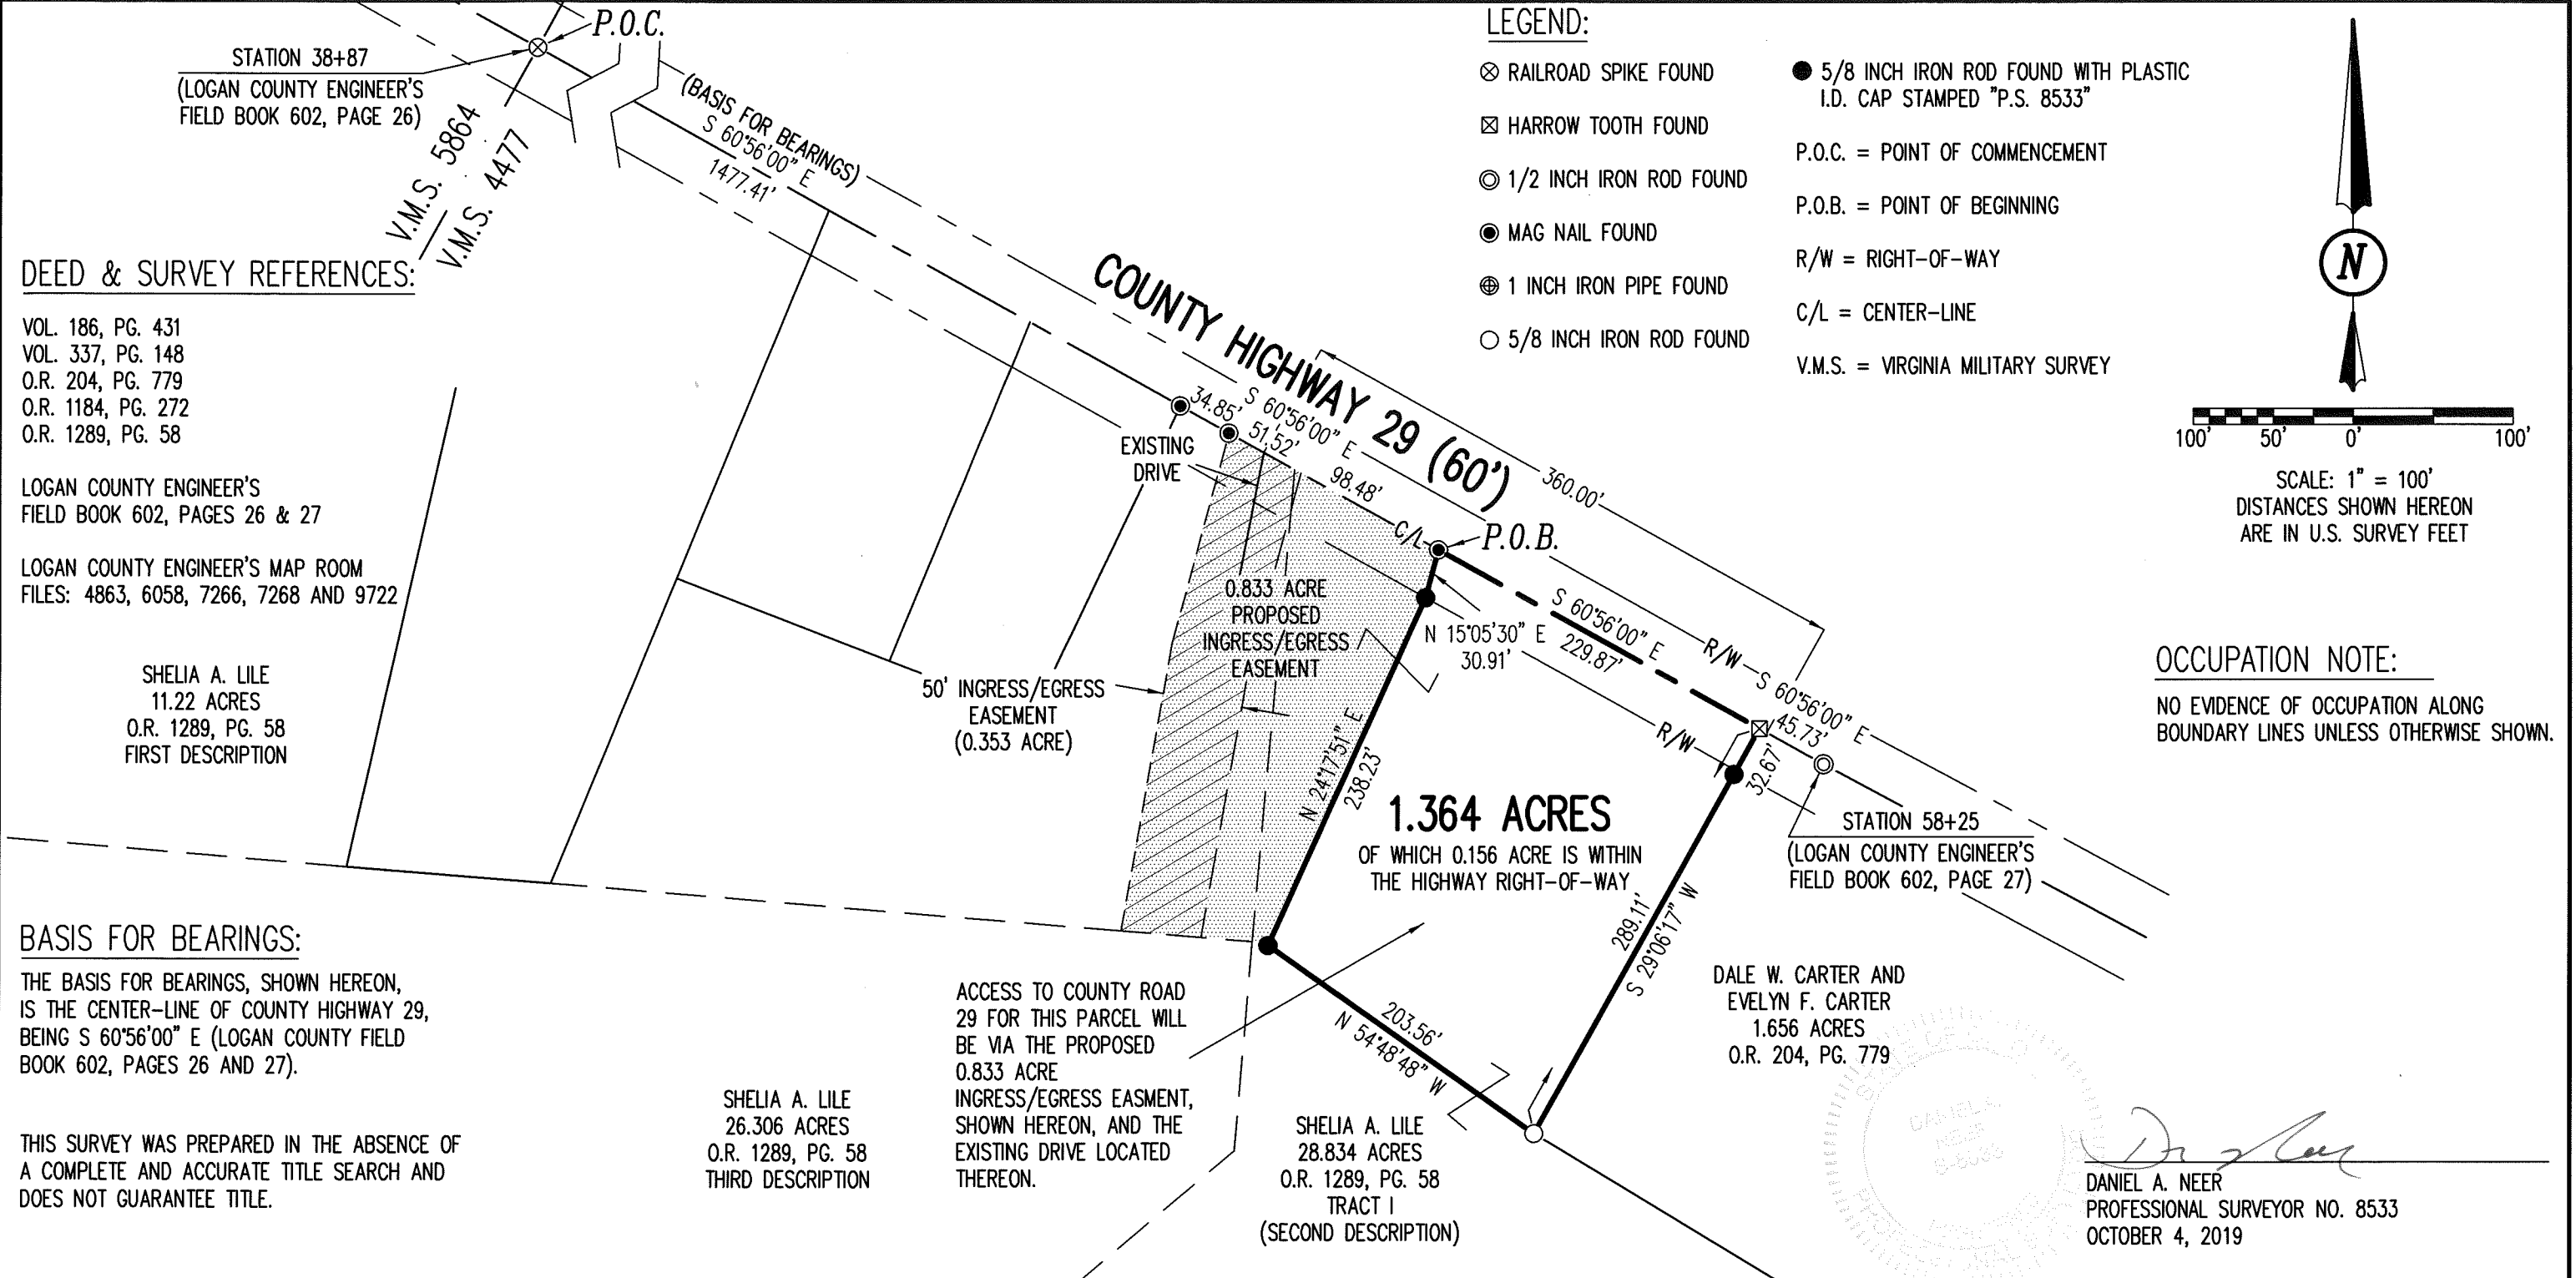 P.O.C.
STATION 38+87
(LOGAN COUNTY ENGINEER'S
FIELD BOOK 602, PAGE 26)
V.M.S. 5864
V.M.S. 4477
(BASIS FOR BEARINGS)
S 60°56'00" E
1477.41'
LEGEND:
RAILROAD SPIKE FOUND
HARROW TOOTH FOUND
1/2 INCH IRON ROD FOUND
MAG NAIL FOUND
1 INCH IRON PIPE FOUND
5/8 INCH IRON ROD FOUND
5/8 INCH IRON ROD FOUND WITH PLASTIC
I.D. CAP STAMPED "P.S. 8533"
P.O.C. = POINT OF COMMENCEMENT
P.O.B. = POINT OF BEGINNING
R/W = RIGHT-OF-WAY
C/L = CENTER-LINE
V.M.S. = VIRGINIA MILITARY SURVEY
N
100' 50' 0' 100'
SCALE: 1" = 100'
DISTANCES SHOWN HEREON
ARE IN U.S. SURVEY FEET
DEED & SURVEY REFERENCES:
VOL. 186, PG. 431
VOL. 337, PG. 148
O.R. 204, PG. 779
O.R. 1184, PG. 272
O.R. 1289, PG. 58
LOGAN COUNTY ENGINEER'S
FIELD BOOK 602, PAGES 26 & 27
LOGAN COUNTY ENGINEER'S MAP ROOM
FILES: 4863, 6058, 7266, 7268 AND 9722
SHELIA A. LILE
11.22 ACRES
O.R. 1289, PG. 58
FIRST DESCRIPTION
COUNTY HIGHWAY 29 (60')
34.85'
S 60°56'00" E
51.52'
98.48'
360.00'
EXISTING
DRIVE
C/L
P.O.B.
0.833 ACRE
PROPOSED
INGRESS/EGRESS
EASEMENT
50' INGRESS/EGRESS
EASEMENT
(0.353 ACRE)
N 15°05'30" E
30.91'
S 60°56'00" E
229.87'
R/W
S 60°56'00" E
45.73'
R/W
32.67'
N 24°17'51" E
238.23'
1.364 ACRES
OF WHICH 0.156 ACRE IS WITHIN
THE HIGHWAY RIGHT-OF-WAY
289.11'
S 29°06'17" W
203.56'
N 54°48'48" W
STATION 58+25
(LOGAN COUNTY ENGINEER'S
FIELD BOOK 602, PAGE 27)
OCCUPATION NOTE:
NO EVIDENCE OF OCCUPATION ALONG
BOUNDARY LINES UNLESS OTHERWISE SHOWN.
BASIS FOR BEARINGS:
THE BASIS FOR BEARINGS, SHOWN HEREON,
IS THE CENTER-LINE OF COUNTY HIGHWAY 29,
BEING S 60°56'00" E (LOGAN COUNTY FIELD
BOOK 602, PAGES 26 AND 27).
THIS SURVEY WAS PREPARED IN THE ABSENCE OF
A COMPLETE AND ACCURATE TITLE SEARCH AND
DOES NOT GUARANTEE TITLE.
SHELIA A. LILE
26.306 ACRES
O.R. 1289, PG. 58
THIRD DESCRIPTION
ACCESS TO COUNTY ROAD
29 FOR THIS PARCEL WILL
BE VIA THE PROPOSED
0.833 ACRE
INGRESS/EGRESS EASMENT,
SHOWN HEREON, AND THE
EXISTING DRIVE LOCATED
THEREON.
SHELIA A. LILE
28.834 ACRES
O.R. 1289, PG. 58
TRACT I
(SECOND DESCRIPTION)
DALE W. CARTER AND
EVELYN F. CARTER
1.656 ACRES
O.R. 204, PG. 779
DANIEL A.
DANIEL A. NEER
PROFESSIONAL SURVEYOR NO. 8533
OCTOBER 4, 2019